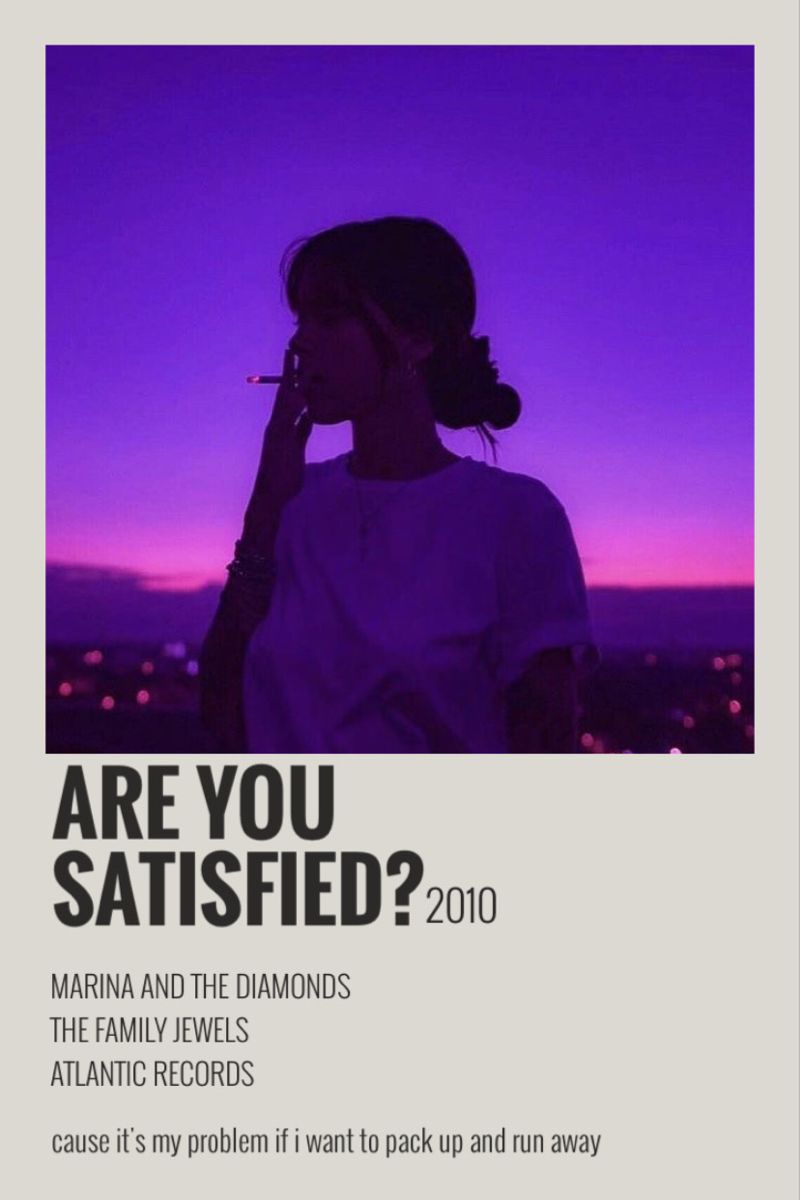 ARE YOU
SATISFIED? 2010
MARINA AND THE DIAMONDS
THE FAMILY JEWELS
ATLANTIC RECORDS
cause it's my problem if i want to pack up and run away